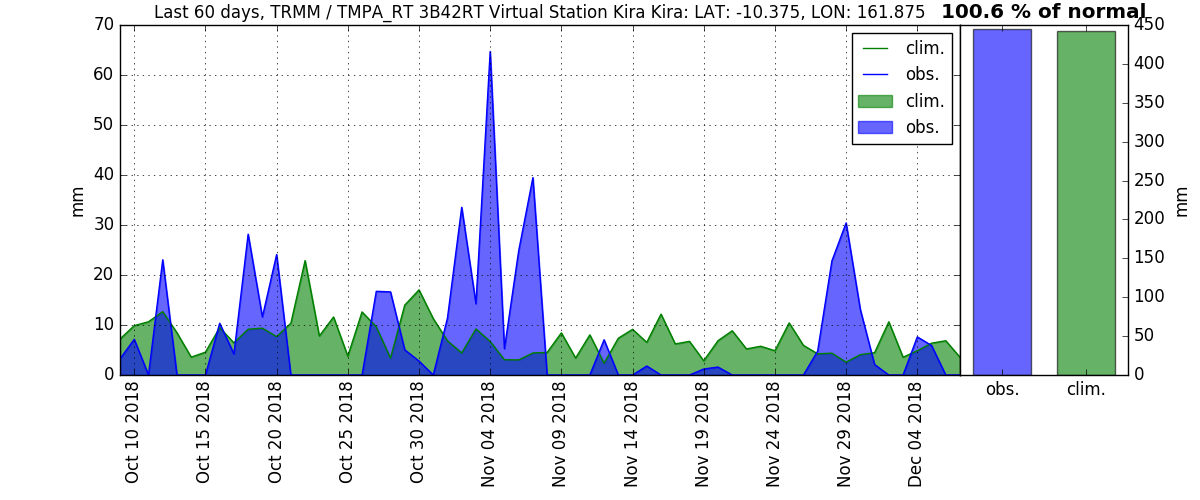 Last 60 days, TRMM / TMPA_RT 3B42RT Virtual Station Kira Kira: LAT: -10.375, LON: 161.875
100.6 % of normal
70
60
50
40
30
20
10
0
mm
clim.
obs.
clim.
obs.
450
400
350
300
250
200
150
100
50
0
mm
obs.
clim.
Oct 10 2018
Oct 15 2018
Oct 20 2018
Oct 25 2018
Oct 30 2018
Nov 04 2018
Nov 09 2018
Nov 14 2018
Nov 19 2018
Nov 24 2018
Nov 29 2018
Dec 04 2018